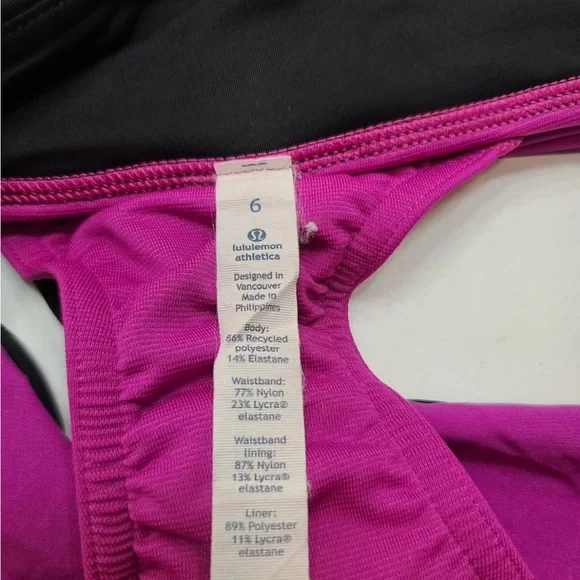 6
lululemon
athletica
Designed in
Vancouver
Made in
Philippines
Body:
86% Recycled
polyester
14% Elastane
Waistband:
77% Nylon
23% Lycra®
elastane
Waistband
lining:
87% Nylon
13% Lycra®
elastane
Liner:
89% Polyester
11% Lycra®
elastane